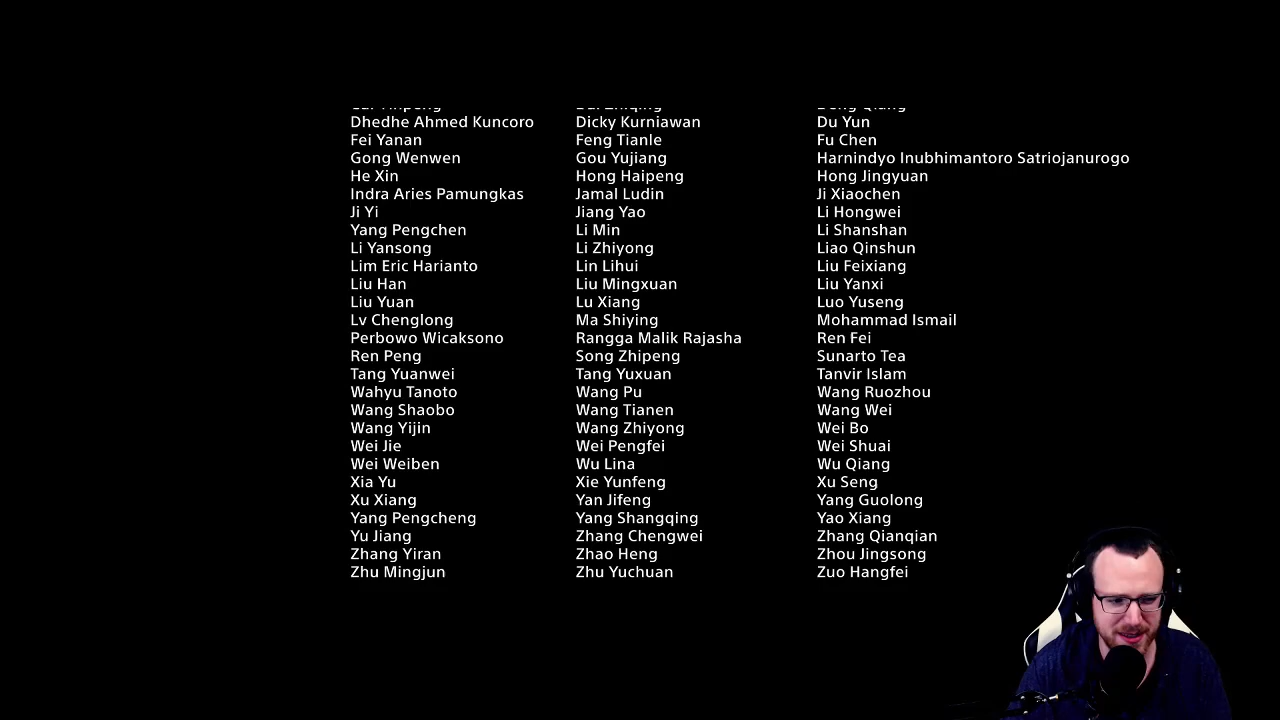 Dhedhe Ahmed Kuncoro Dicky Kurniawan Du Yun
Fei Yanan Feng Tianle Fu Chen
Gong Wenwen Gou Yujiang Harnindyo Inubhimantoro Satriojanurogo
He Xin Hong Haipeng Hong Jingyuan
Indra Aries Pamungkas Jamal Ludin Ji Xiaochen
Ji Yi Jiang Yao Li Hongwei
Yang Pengchen Li Min Li Shanshan
Li Yansong Li Zhiyong Liao Qinshun
Lim Eric Harianto Lin Lihui Liu Feixiang
Liu Han Liu Mingxuan Liu Yanxi
Liu Yuan Lu Xiang Luo Yuseng
Lv Chenglong Ma Shiying Mohammad Ismail
Perbowo Wicaksono Rangga Malik Rajasha Ren Fei
Ren Peng Song Zhipeng Sunarto Tea
Tang Yuanwei Tang Yuxuan Tanvir Islam
Wahyu Tanoto Wang Pu Wang Ruozhou
Wang Shaobo Wang Tianen Wang Wei
Wang Yijin Wang Zhiyong Wei Bo
Wei Jie Wei Pengfei Wei Shuai
Wei Weiben Wu Lina Wu Qiang
Xia Yu Xie Yunfeng Xu Seng
Xu Xiang Yan Jifeng Yang Guolong
Yang Pengcheng Yang Shangqing Yao Xiang
Yu Jiang Zhang Chengwei Zhang Qianqian
Zhang Yiran Zhao Heng Zhou Jingsong
Zhu Mingjun Zhu Yuchuan Zuo Hangfei